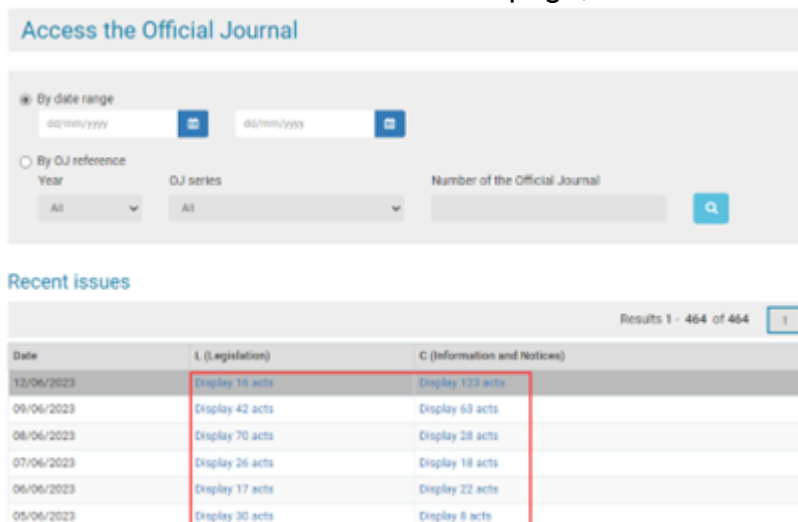 Access the Official Journal
By date range
dd/mm/yyyy dd/mm/yyyy
By OJ reference
Year OJ series Number of the Official Journal
All All
Recent issues
Results 1 - 464 of 464 1
Date L (Legislation) C (Information and Notices)
12/06/2023 Display 16 acts Display 123 acts
09/06/2023 Display 42 acts Display 63 acts
08/06/2023 Display 70 acts Display 28 acts
07/06/2023 Display 26 acts Display 18 acts
06/06/2023 Display 17 acts Display 22 acts
05/06/2023 Display 30 acts Display 8 acts